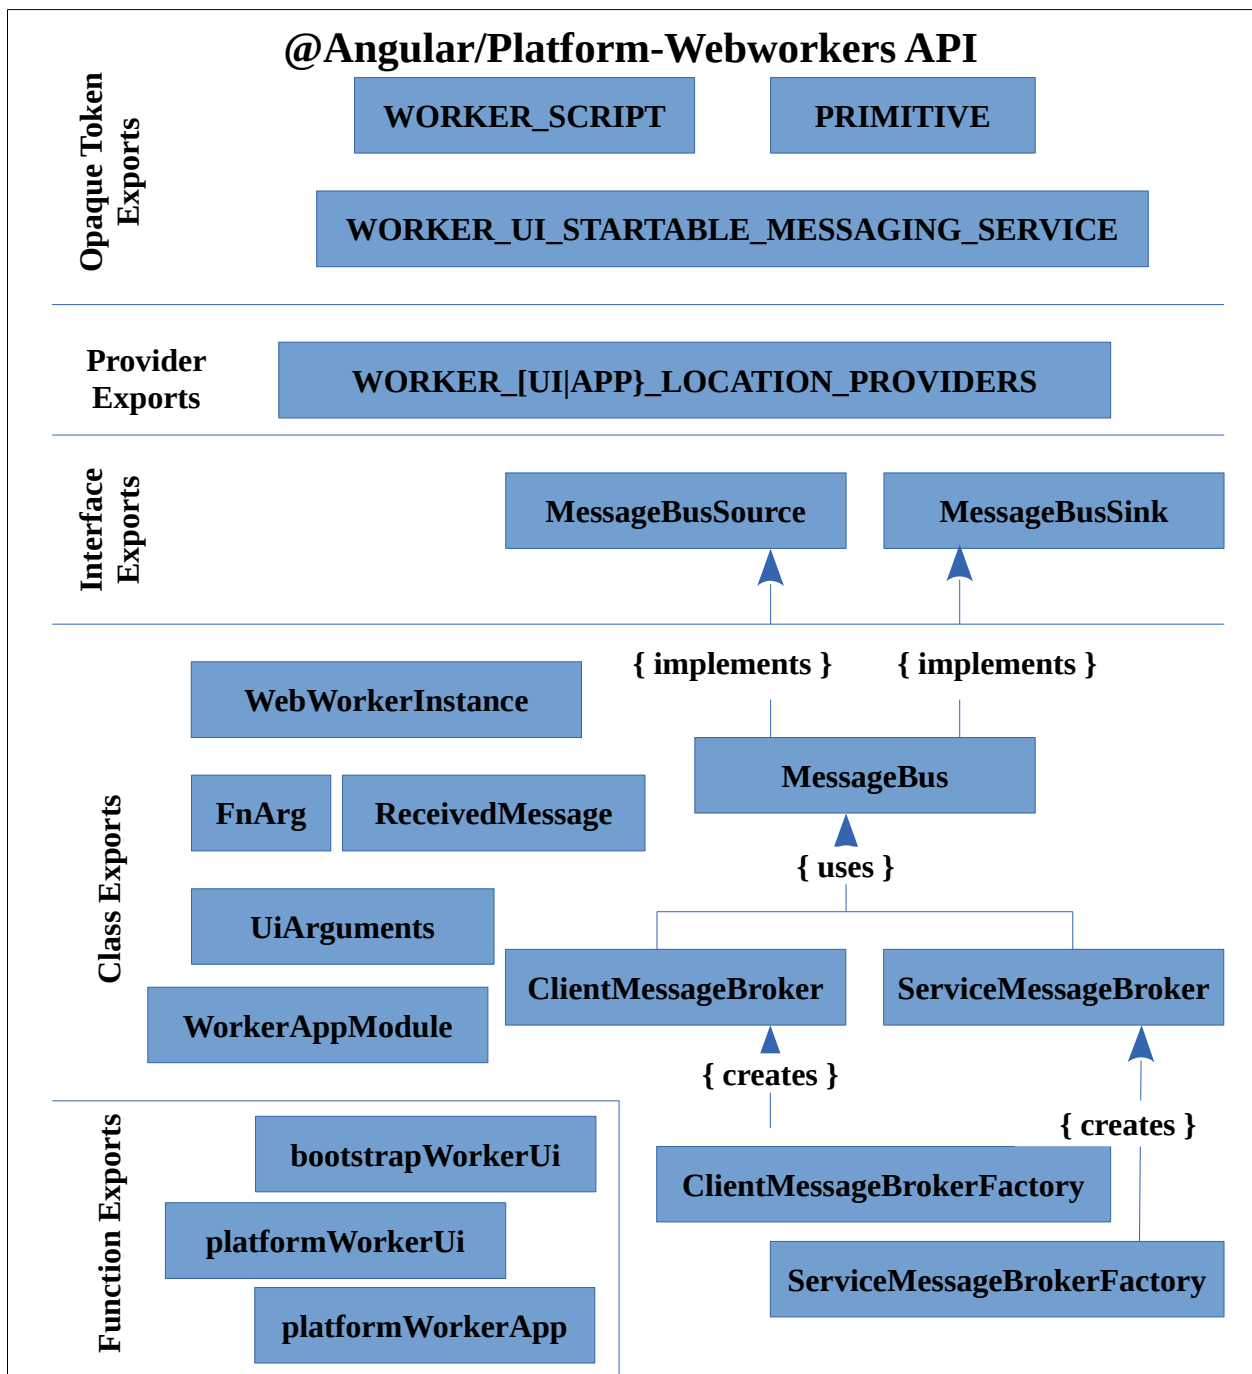 @Angular/Platform-Webworkers API
Opaque Token
Exports
WORKER_SCRIPT
PRIMITIVE
WORKER_UI_STARTABLE_MESSAGING_SERVICE
Provider
Exports
WORKER_[UI|APP}_LOCATION_PROVIDERS
Interface
Exports
MessageBusSource
MessageBusSink
{ implements }
{ implements }
Class Exports
WebWorkerInstance
MessageBus
FnArg
ReceivedMessage
{ uses }
UiArguments
ClientMessageBroker
ServiceMessageBroker
WorkerAppModule
{ creates }
{ creates }
Function Exports
bootstrapWorkerUi
ClientMessageBrokerFactory
platformWorkerUi
ServiceMessageBrokerFactory
platformWorkerApp